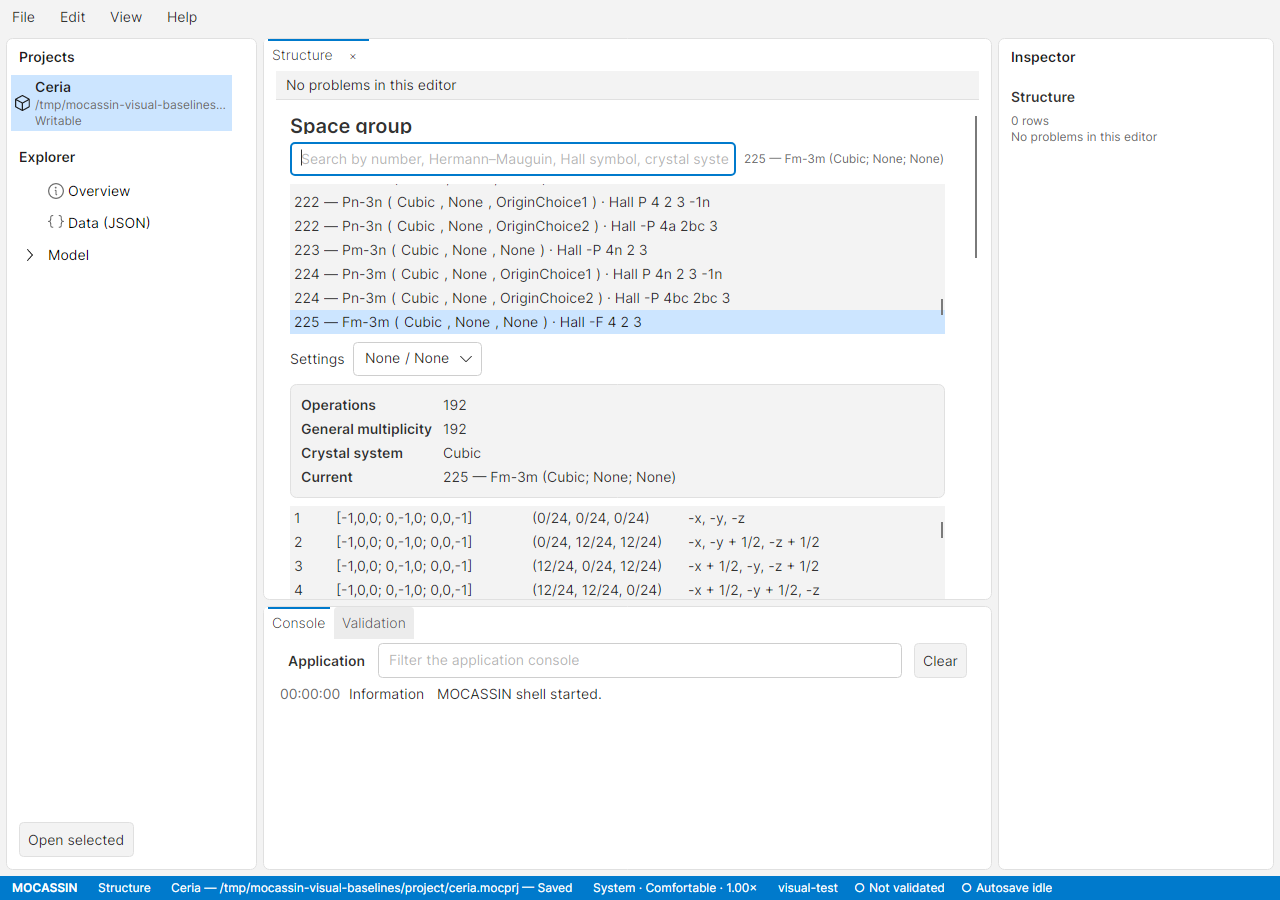 File Edit View Help
Projects
Ceria
/tmp/mocassin-visual-baselines...
Writable
Explorer
Overview
{ } Data (JSON)
Model
Open selected
Structure ×
No problems in this editor
Space group
Search by number, Hermann–Mauguin, Hall symbol, crystal syste
225 — Fm-3m (Cubic; None; None)
222 — Pn-3n ( Cubic , None , OriginChoice1 ) · Hall P 4 2 3 -1n
222 — Pn-3n ( Cubic , None , OriginChoice2 ) · Hall -P 4a 2bc 3
223 — Pm-3n ( Cubic , None , None ) · Hall -P 4n 2 3
224 — Pn-3m ( Cubic , None , OriginChoice1 ) · Hall P 4n 2 3 -1n
224 — Pn-3m ( Cubic , None , OriginChoice2 ) · Hall -P 4bc 2bc 3
225 — Fm-3m ( Cubic , None , None ) · Hall -F 4 2 3
Settings None / None
Operations 192
General multiplicity 192
Crystal system Cubic
Current 225 — Fm-3m (Cubic; None; None)
1 [-1,0,0; 0,-1,0; 0,0,-1] (0/24, 0/24, 0/24) -x, -y, -z
2 [-1,0,0; 0,-1,0; 0,0,-1] (0/24, 12/24, 12/24) -x, -y + 1/2, -z + 1/2
3 [-1,0,0; 0,-1,0; 0,0,-1] (12/24, 0/24, 12/24) -x + 1/2, -y, -z + 1/2
4 [-1,0,0; 0,-1,0; 0,0,-1] (12/24, 12/24, 0/24) -x + 1/2, -y + 1/2, -z
Console Validation
Application Filter the application console Clear
00:00:00 Information MOCASSIN shell started.
Inspector
Structure
0 rows
No problems in this editor
MOCASSIN Structure Ceria — /tmp/mocassin-visual-baselines/project/ceria.mocprj — Saved System · Comfortable · 1.00× visual-test Not validated Autosave idle